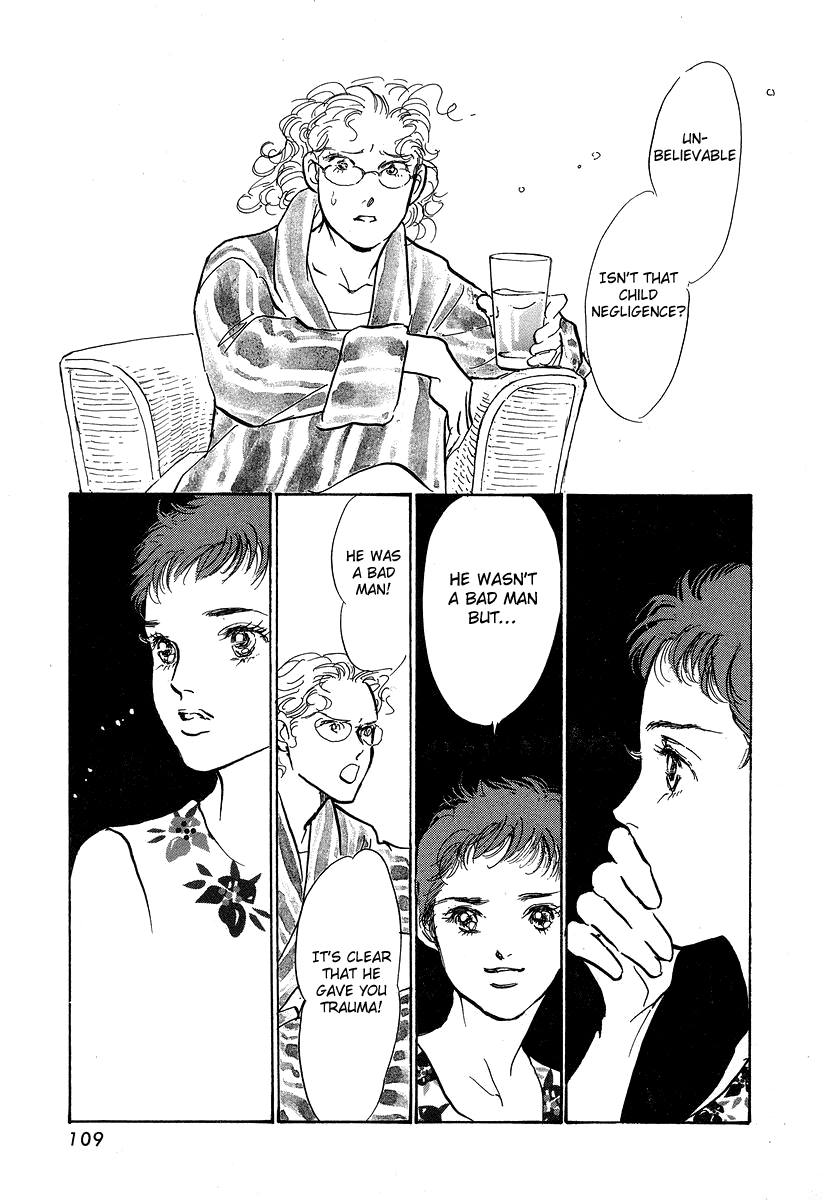 UN-
BELIEVABLE
ISN'T THAT
CHILD
NEGLIGENCE?
HE WASN'T
A BAD MAN
BUT...
HE WAS
A BAD
MAN!
IT'S CLEAR
THAT HE
GAVE YOU
TRAUMA!
109